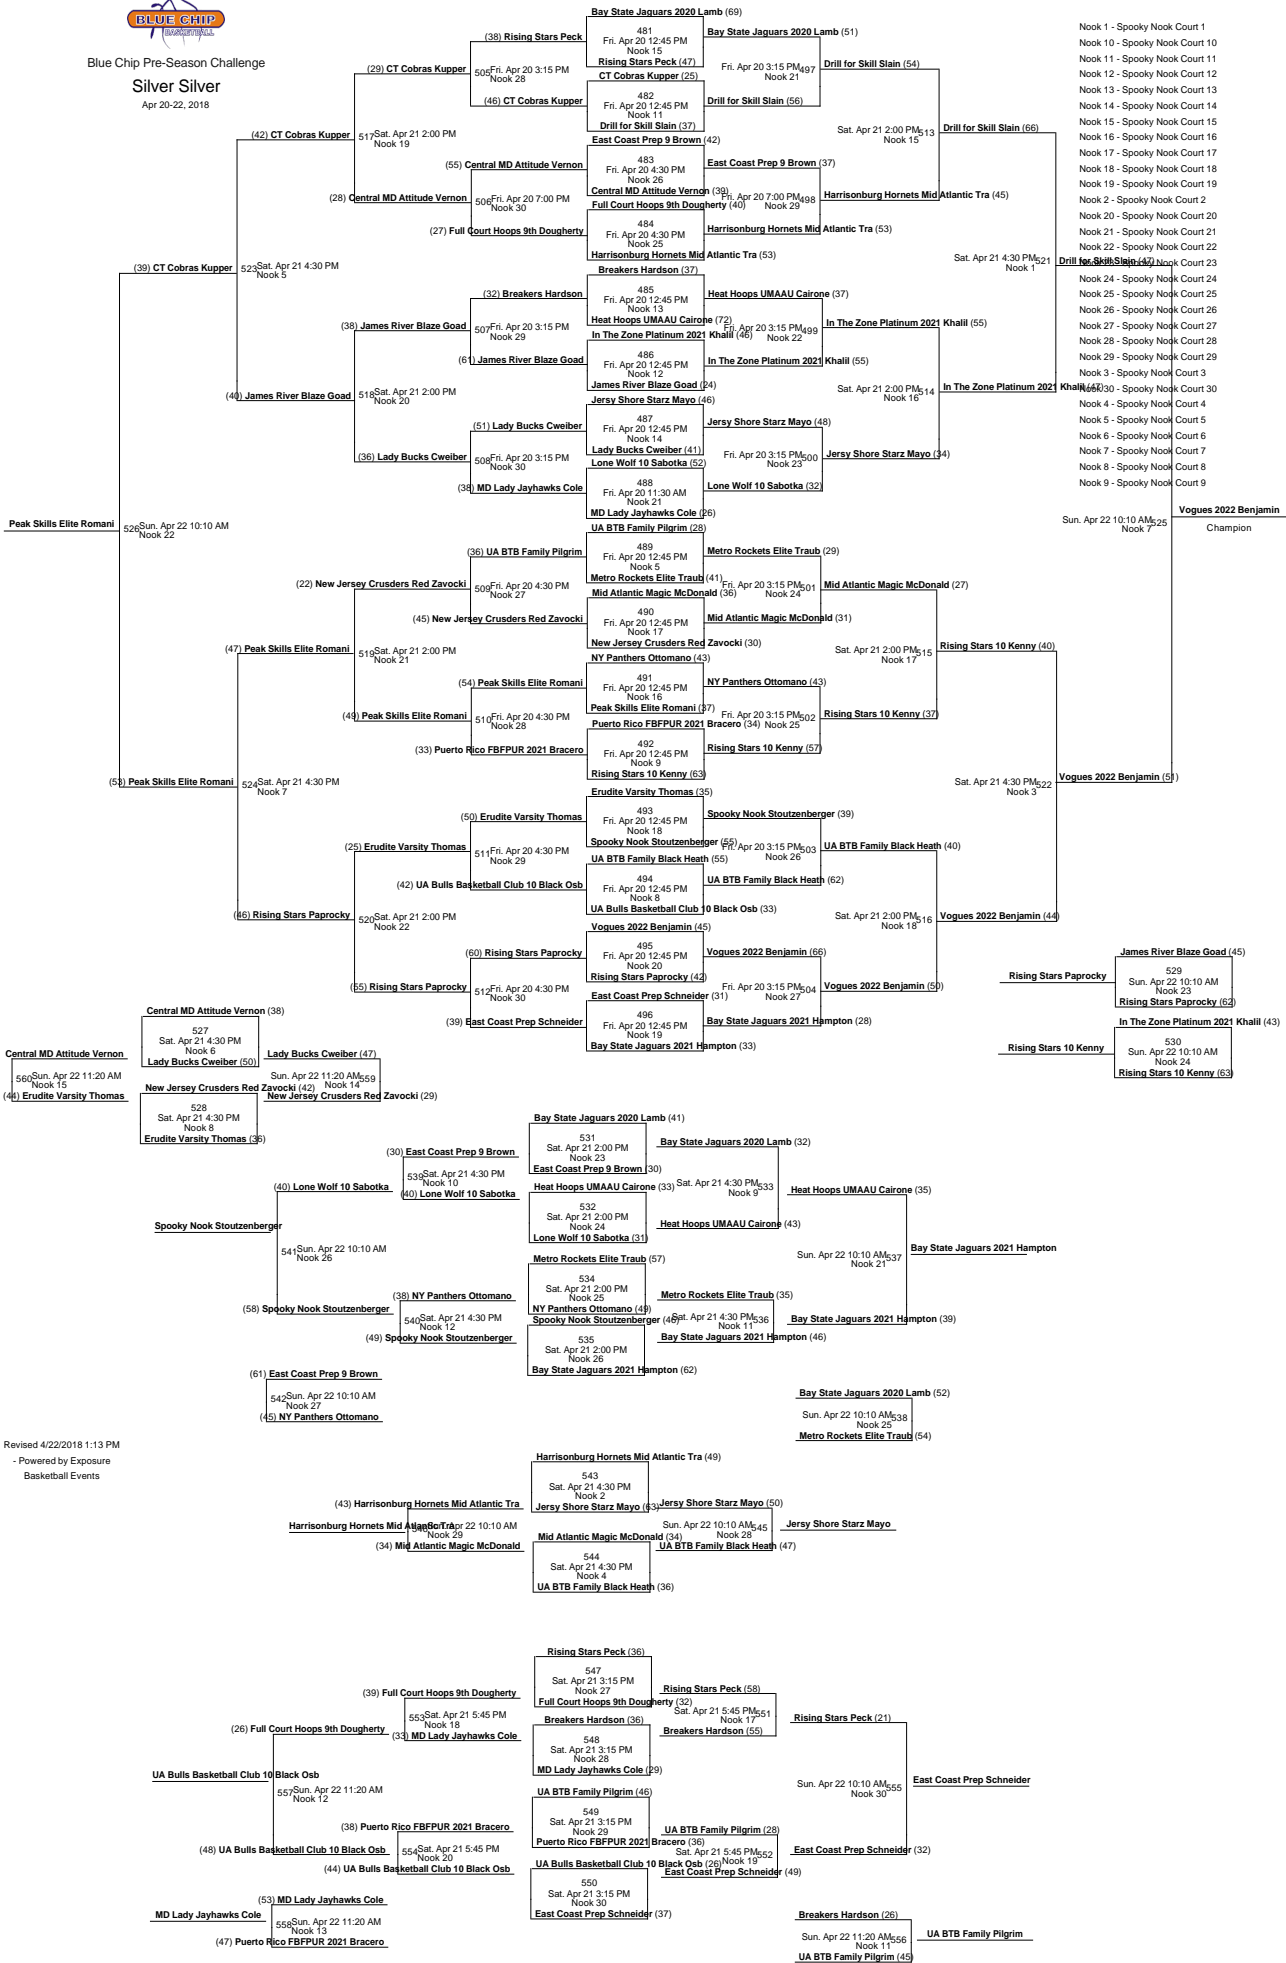 BLUE CHIP
BASKETBALL
Blue Chip Pre-Season Challenge
Silver Silver
Apr 20-22, 2018
Nook 1 - Spooky Nook Court 1
Nook 10 - Spooky Nook Court 10
Nook 11 - Spooky Nook Court 11
Nook 12 - Spooky Nook Court 12
Nook 13 - Spooky Nook Court 13
Nook 14 - Spooky Nook Court 14
Nook 15 - Spooky Nook Court 15
Nook 16 - Spooky Nook Court 16
Nook 17 - Spooky Nook Court 17
Nook 18 - Spooky Nook Court 18
Nook 19 - Spooky Nook Court 19
Nook 2 - Spooky Nook Court 2
Nook 20 - Spooky Nook Court 20
Nook 21 - Spooky Nook Court 21
Nook 22 - Spooky Nook Court 22
Nook 23 - Spooky Nook Court 23
Nook 24 - Spooky Nook Court 24
Nook 25 - Spooky Nook Court 25
Nook 26 - Spooky Nook Court 26
Nook 27 - Spooky Nook Court 27
Nook 28 - Spooky Nook Court 28
Nook 29 - Spooky Nook Court 29
Nook 3 - Spooky Nook Court 3
Nook 30 - Spooky Nook Court 30
Nook 4 - Spooky Nook Court 4
Nook 5 - Spooky Nook Court 5
Nook 6 - Spooky Nook Court 6
Nook 7 - Spooky Nook Court 7
Nook 8 - Spooky Nook Court 8
Nook 9 - Spooky Nook Court 9
Bay State Jaguars 2020 Lamb (69)
481
Fri. Apr 20 12:45 PM
Nook 15
Rising Stars Peck (47)
CT Cobras Kupper (25)
482
Fri. Apr 20 12:45 PM
Nook 11
Drill for Skill Slain (37)
East Coast Prep 9 Brown (42)
483
Fri. Apr 20 4:30 PM
Nook 26
Central MD Attitude Vernon (39)
Full Court Hoops 9th Dougherty (40)
484
Fri. Apr 20 4:30 PM
Nook 25
Harrisonburg Hornets Mid Atlantic Tra (53)
Breakers Hardson (37)
485
Fri. Apr 20 12:45 PM
Nook 13
Heat Hoops UMAAU Cairone (72)
In The Zone Platinum 2021 Khalil (46)
486
Fri. Apr 20 12:45 PM
Nook 12
James River Blaze Goad (24)
Jersy Shore Starz Mayo (46)
487
Fri. Apr 20 12:45 PM
Nook 14
Lady Bucks Cweiber (41)
Lone Wolf 10 Sabotka (52)
488
Fri. Apr 20 11:30 AM
Nook 21
MD Lady Jayhawks Cole (26)
UA BTB Family Pilgrim (28)
489
Fri. Apr 20 12:45 PM
Nook 5
Metro Rockets Elite Traub (41)
Mid Atlantic Magic McDonald (36)
490
Fri. Apr 20 12:45 PM
Nook 17
New Jersey Crusders Red Zavocki (30)
NY Panthers Ottomano (43)
491
Fri. Apr 20 12:45 PM
Nook 16
Peak Skills Elite Romani (37)
Puerto Rico FBFPUR 2021 Bracero (34)
492
Fri. Apr 20 12:45 PM
Nook 9
Rising Stars 10 Kenny (63)
Erudite Varsity Thomas (35)
493
Fri. Apr 20 12:45 PM
Nook 18
Spooky Nook Stoutzenberger (55)
UA BTB Family Black Heath (55)
494
Fri. Apr 20 12:45 PM
Nook 8
UA Bulls Basketball Club 10 Black Osb (33)
Vogues 2022 Benjamin (45)
495
Fri. Apr 20 12:45 PM
Nook 20
Rising Stars Paprocky (42)
East Coast Prep Schneider (31)
496
Fri. Apr 20 12:45 PM
Nook 19
Bay State Jaguars 2021 Hampton (33)
Bay State Jaguars 2020 Lamb (51)
Fri. Apr 20 3:15 PM 497
Nook 21
Drill for Skill Slain (56)
East Coast Prep 9 Brown (37)
Fri. Apr 20 7:00 PM 498
Nook 29
Harrisonburg Hornets Mid Atlantic Tra (53)
Heat Hoops UMAAU Cairone (37)
Fri. Apr 20 3:15 PM 499
Nook 22
In The Zone Platinum 2021 Khalil (55)
Jersy Shore Starz Mayo (48)
Fri. Apr 20 3:15 PM 500
Nook 23
Lone Wolf 10 Sabotka (32)
Metro Rockets Elite Traub (29)
Fri. Apr 20 3:15 PM 501
Nook 24
Mid Atlantic Magic McDonald (31)
NY Panthers Ottomano (43)
Fri. Apr 20 3:15 PM 502
Nook 25
Rising Stars 10 Kenny (57)
Spooky Nook Stoutzenberger (39)
Fri. Apr 20 3:15 PM 503
Nook 26
UA BTB Family Black Heath (62)
Vogues 2022 Benjamin (66)
Fri. Apr 20 3:15 PM 504
Nook 27
Bay State Jaguars 2021 Hampton (28)
Drill for Skill Slain (54)
Sat. Apr 21 2:00 PM 513
Nook 15
Harrisonburg Hornets Mid Atlantic Tra (45)
In The Zone Platinum 2021 Khalil (55)
Sat. Apr 21 2:00 PM 514
Nook 16
Jersy Shore Starz Mayo (34)
Mid Atlantic Magic McDonald (27)
Sat. Apr 21 2:00 PM 515
Nook 17
Rising Stars 10 Kenny (37)
UA BTB Family Black Heath (40)
Sat. Apr 21 2:00 PM 516
Nook 18
Vogues 2022 Benjamin (50)
Drill for Skill Slain (66)
Sat. Apr 21 4:30 PM 521
Nook 1
In The Zone Platinum 2021 Khalil (47)
Rising Stars 10 Kenny (40)
Sat. Apr 21 4:30 PM 522
Nook 3
Vogues 2022 Benjamin (44)
Drill for Skill Slain (47)
Sun. Apr 22 10:10 AM 525
Nook 7
Vogues 2022 Benjamin (51)
Vogues 2022 Benjamin
Champion
(38) Rising Stars Peck
505 Fri. Apr 20 3:15 PM
Nook 28
(46) CT Cobras Kupper
(55) Central MD Attitude Vernon
506 Fri. Apr 20 7:00 PM
Nook 30
(27) Full Court Hoops 9th Dougherty
(32) Breakers Hardson
507 Fri. Apr 20 3:15 PM
Nook 29
(61) James River Blaze Goad
(51) Lady Bucks Cweiber
508 Fri. Apr 20 3:15 PM
Nook 30
(38) MD Lady Jayhawks Cole
(36) UA BTB Family Pilgrim
509 Fri. Apr 20 4:30 PM
Nook 27
(45) New Jersey Crusders Red Zavocki
(54) Peak Skills Elite Romani
510 Fri. Apr 20 4:30 PM
Nook 28
(33) Puerto Rico FBFPUR 2021 Bracero
(50) Erudite Varsity Thomas
511 Fri. Apr 20 4:30 PM
Nook 29
(42) UA Bulls Basketball Club 10 Black Osb
(60) Rising Stars Paprocky
512 Fri. Apr 20 4:30 PM
Nook 30
(39) East Coast Prep Schneider
(29) CT Cobras Kupper
517 Sat. Apr 21 2:00 PM
Nook 19
(28) Central MD Attitude Vernon
(38) James River Blaze Goad
518 Sat. Apr 21 2:00 PM
Nook 20
(36) Lady Bucks Cweiber
(22) New Jersey Crusders Red Zavocki
519 Sat. Apr 21 2:00 PM
Nook 21
(49) Peak Skills Elite Romani
(25) Erudite Varsity Thomas
520 Sat. Apr 21 2:00 PM
Nook 22
(55) Rising Stars Paprocky
(42) CT Cobras Kupper
523 Sat. Apr 21 4:30 PM
Nook 5
(40) James River Blaze Goad
(47) Peak Skills Elite Romani
524 Sat. Apr 21 4:30 PM
Nook 7
(46) Rising Stars Paprocky
(39) CT Cobras Kupper
526 Sun. Apr 22 10:10 AM
Nook 22
(53) Peak Skills Elite Romani
Peak Skills Elite Romani
James River Blaze Goad (45)
Rising Stars Paprocky
529
Sun. Apr 22 10:10 AM
Nook 23
Rising Stars Paprocky (62)
In The Zone Platinum 2021 Khalil (43)
Rising Stars 10 Kenny
530
Sun. Apr 22 10:10 AM
Nook 24
Rising Stars 10 Kenny (63)
Central MD Attitude Vernon (38)
527
Sat. Apr 21 4:30 PM
Nook 6
Lady Bucks Cweiber (50)
New Jersey Crusders Red Zavocki (42)
528
Sat. Apr 21 4:30 PM
Nook 8
Erudite Varsity Thomas (36)
Lady Bucks Cweiber (47)
Sun. Apr 22 11:20 AM 559
Nook 14
New Jersey Crusders Red Zavocki (29)
Central MD Attitude Vernon
560 Sun. Apr 22 11:20 AM
Nook 15
(44) Erudite Varsity Thomas
Bay State Jaguars 2020 Lamb (41)
531
Sat. Apr 21 2:00 PM
Nook 23
East Coast Prep 9 Brown (30)
Heat Hoops UMAAU Cairone (33)
532
Sat. Apr 21 2:00 PM
Nook 24
Lone Wolf 10 Sabotka (31)
Metro Rockets Elite Traub (57)
534
Sat. Apr 21 2:00 PM
Nook 25
NY Panthers Ottomano (49)
Spooky Nook Stoutzenberger (46)
535
Sat. Apr 21 2:00 PM
Nook 26
Bay State Jaguars 2021 Hampton (62)
Bay State Jaguars 2020 Lamb (32)
Sat. Apr 21 4:30 PM 533
Nook 9
Heat Hoops UMAAU Cairone (43)
Metro Rockets Elite Traub (35)
Sat. Apr 21 4:30 PM 536
Nook 11
Bay State Jaguars 2021 Hampton (46)
Heat Hoops UMAAU Cairone (35)
Sun. Apr 22 10:10 AM 537
Nook 21
Bay State Jaguars 2021 Hampton (39)
Bay State Jaguars 2021 Hampton
(30) East Coast Prep 9 Brown
539 Sat. Apr 21 4:30 PM
Nook 10
(40) Lone Wolf 10 Sabotka
(38) NY Panthers Ottomano
540 Sat. Apr 21 4:30 PM
Nook 12
(49) Spooky Nook Stoutzenberger
(40) Lone Wolf 10 Sabotka
Spooky Nook Stoutzenberger
541 Sun. Apr 22 10:10 AM
Nook 26
(58) Spooky Nook Stoutzenberger
(61) East Coast Prep 9 Brown
542 Sun. Apr 22 10:10 AM
Nook 27
(45) NY Panthers Ottomano
Bay State Jaguars 2020 Lamb (52)
Sun. Apr 22 10:10 AM 538
Nook 25
Metro Rockets Elite Traub (54)
Revised 4/22/2018 1:13 PM
- Powered by Exposure
Basketball Events
Harrisonburg Hornets Mid Atlantic Tra (49)
543
Sat. Apr 21 4:30 PM
Nook 2
Jersy Shore Starz Mayo (63)
Mid Atlantic Magic McDonald (34)
544
Sat. Apr 21 4:30 PM
Nook 4
UA BTB Family Black Heath (36)
Jersy Shore Starz Mayo (50)
Sun. Apr 22 10:10 AM 545
Nook 28
UA BTB Family Black Heath (47)
Jersy Shore Starz Mayo
(43) Harrisonburg Hornets Mid Atlantic Tra
Harrisonburg Hornets Mid Atlantic Tra
Sun. Apr 22 10:10 AM
Nook 29
(34) Mid Atlantic Magic McDonald
Rising Stars Peck (36)
547
Sat. Apr 21 3:15 PM
Nook 27
Full Court Hoops 9th Dougherty (32)
Breakers Hardson (36)
548
Sat. Apr 21 3:15 PM
Nook 28
MD Lady Jayhawks Cole (29)
UA BTB Family Pilgrim (46)
549
Sat. Apr 21 3:15 PM
Nook 29
Puerto Rico FBFPUR 2021 Bracero (36)
UA Bulls Basketball Club 10 Black Osb (26)
550
Sat. Apr 21 3:15 PM
Nook 30
East Coast Prep Schneider (37)
Rising Stars Peck (58)
Sat. Apr 21 5:45 PM 551
Nook 17
Breakers Hardson (55)
UA BTB Family Pilgrim (28)
Sat. Apr 21 5:45 PM 552
Nook 19
East Coast Prep Schneider (49)
Rising Stars Peck (21)
Sun. Apr 22 10:10 AM 555
Nook 30
East Coast Prep Schneider (32)
East Coast Prep Schneider
(39) Full Court Hoops 9th Dougherty
553 Sat. Apr 21 5:45 PM
Nook 18
(33) MD Lady Jayhawks Cole
(38) Puerto Rico FBFPUR 2021 Bracero
554 Sat. Apr 21 5:45 PM
Nook 20
(44) UA Bulls Basketball Club 10 Black Osb
(26) Full Court Hoops 9th Dougherty
UA Bulls Basketball Club 10 Black Osb
557 Sun. Apr 22 11:20 AM
Nook 12
(48) UA Bulls Basketball Club 10 Black Osb
(53) MD Lady Jayhawks Cole
MD Lady Jayhawks Cole
558 Sun. Apr 22 11:20 AM
Nook 13
(47) Puerto Rico FBFPUR 2021 Bracero
Breakers Hardson (26)
Sun. Apr 22 11:20 AM 556
Nook 11
UA BTB Family Pilgrim (45)
UA BTB Family Pilgrim